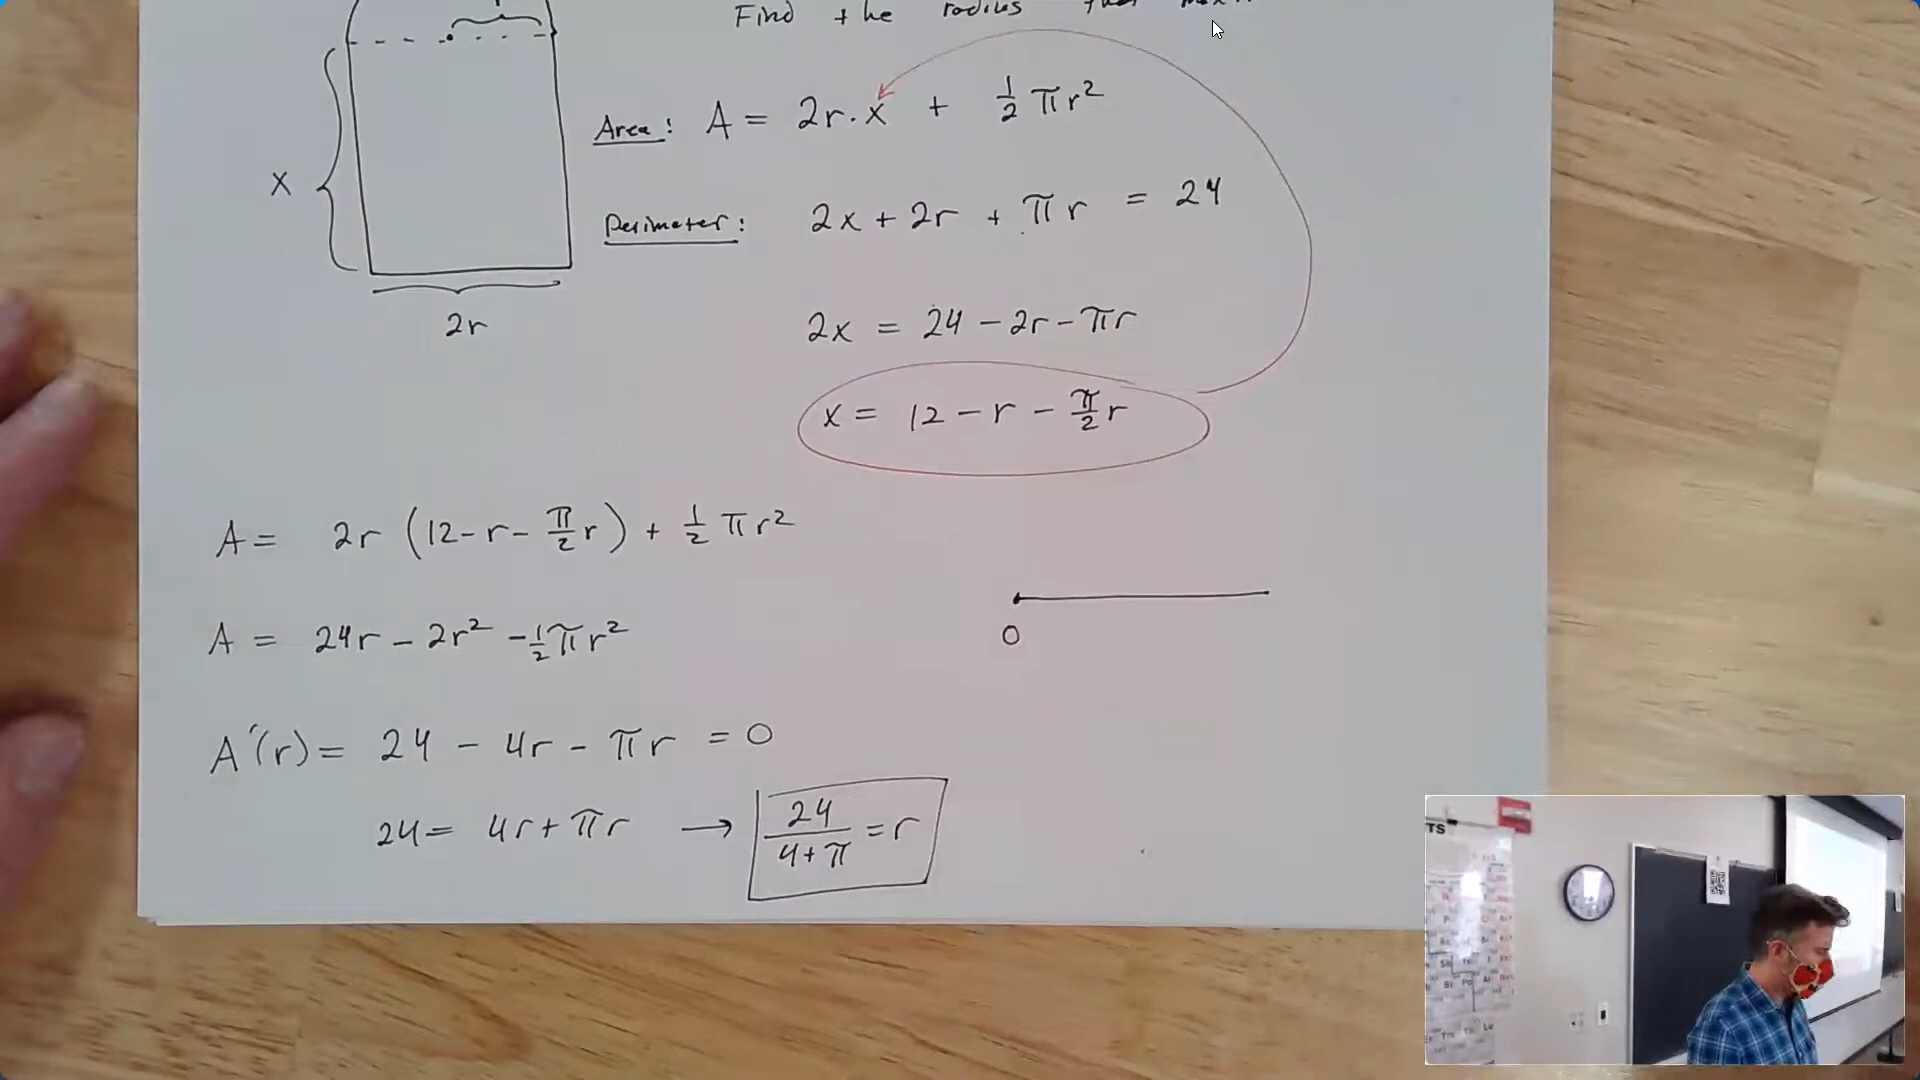 Find the radius that
Area: A = 2r·x + ½πr²
x
Perimeter: 2x + 2r + πr = 24
2r
2x = 24 - 2r - πr
x = 12 - r - π/2 r
A = 2r (12 - r - π/2 r) + ½πr²
A = 24r - 2r² - ½πr²
0
A'(r) = 24 - 4r - πr = 0
24 = 4r + πr → 24/(4+π) = r
TS